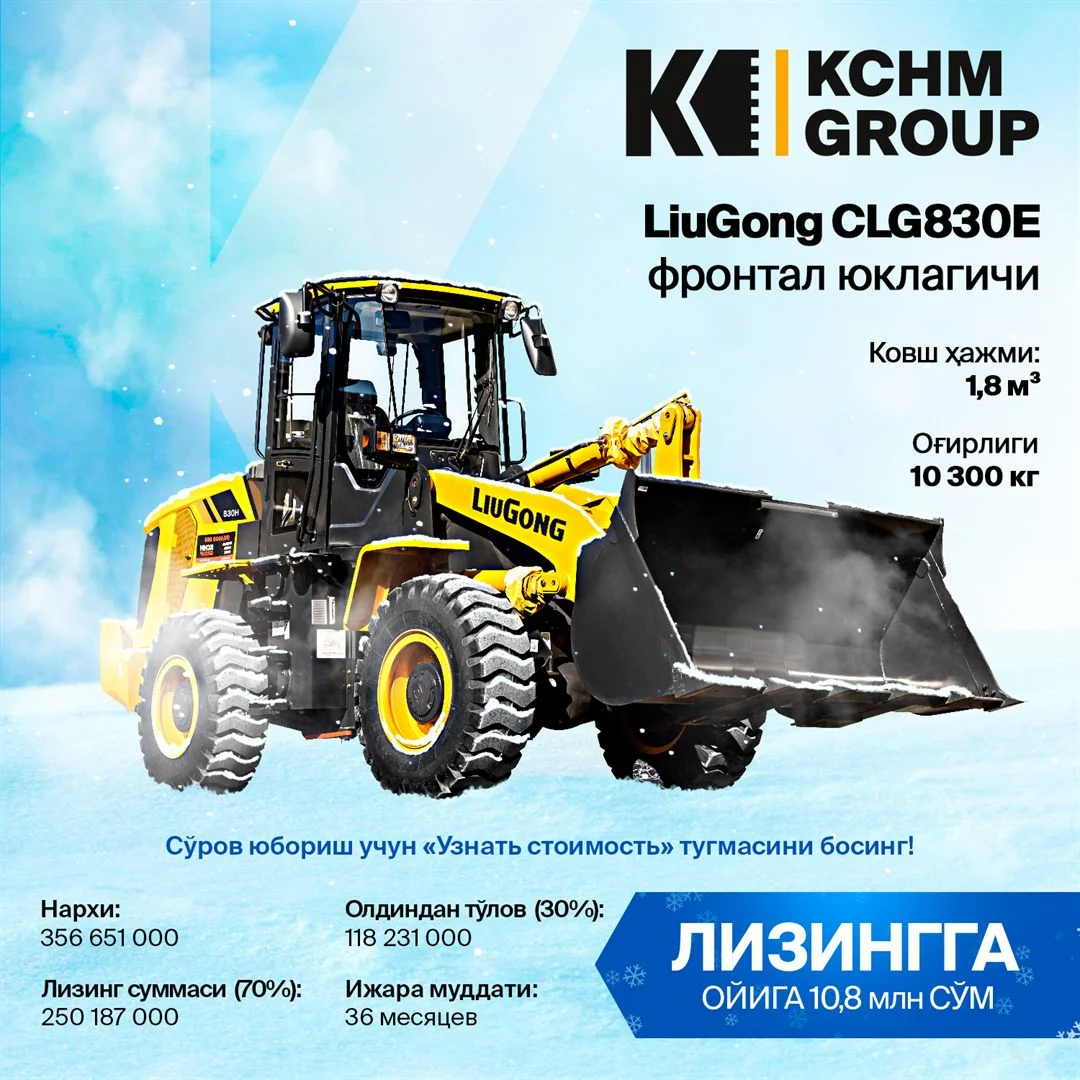 KCHM
GROUP
LiuGong CLG830E
фронтал юклагичи
Ковш ҳажми:
1,8 м³
Оғирлиги
10 300 кг
830H
LIUGONG
Сўров юбориш учун «Узнать стоимость» тугмасини босинг!
Нархи:
356 651 000
Олдиндан тўлов (30%):
118 231 000
Лизинг суммаси (70%):
250 187 000
Ижара муддати:
36 месяцев
ЛИЗИНГГА
ОЙИГА 10,8 млн СЎМ